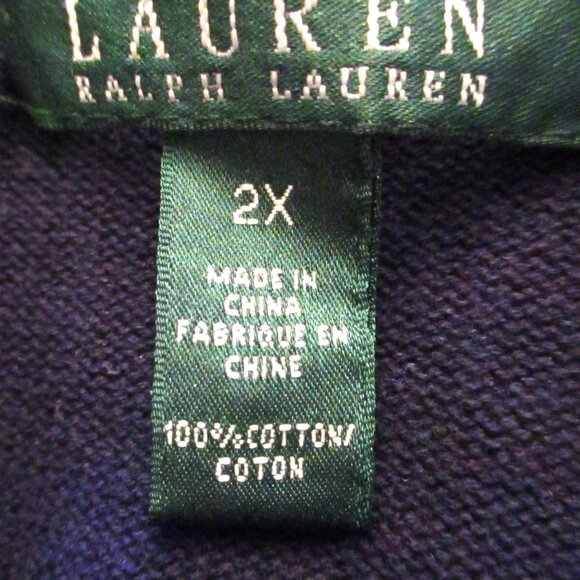 LAUREN
RALPH LAUREN
2X
MADE IN
CHINA
FABRIQUE EN
CHINE
100%COTTON/
COTON